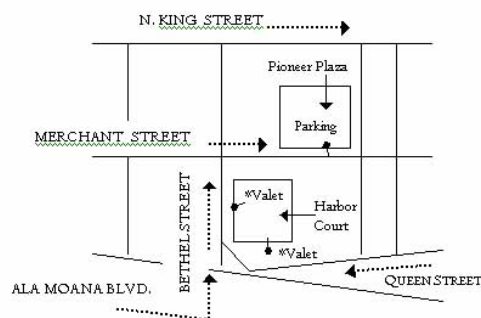 N. KING STREET
Pioneer Plaza
Parking
MERCHANT STREET
BETHEL STREET
*Valet
Harbor
Court
*Valet
QUEEN STREET
ALA MOANA BLVD.